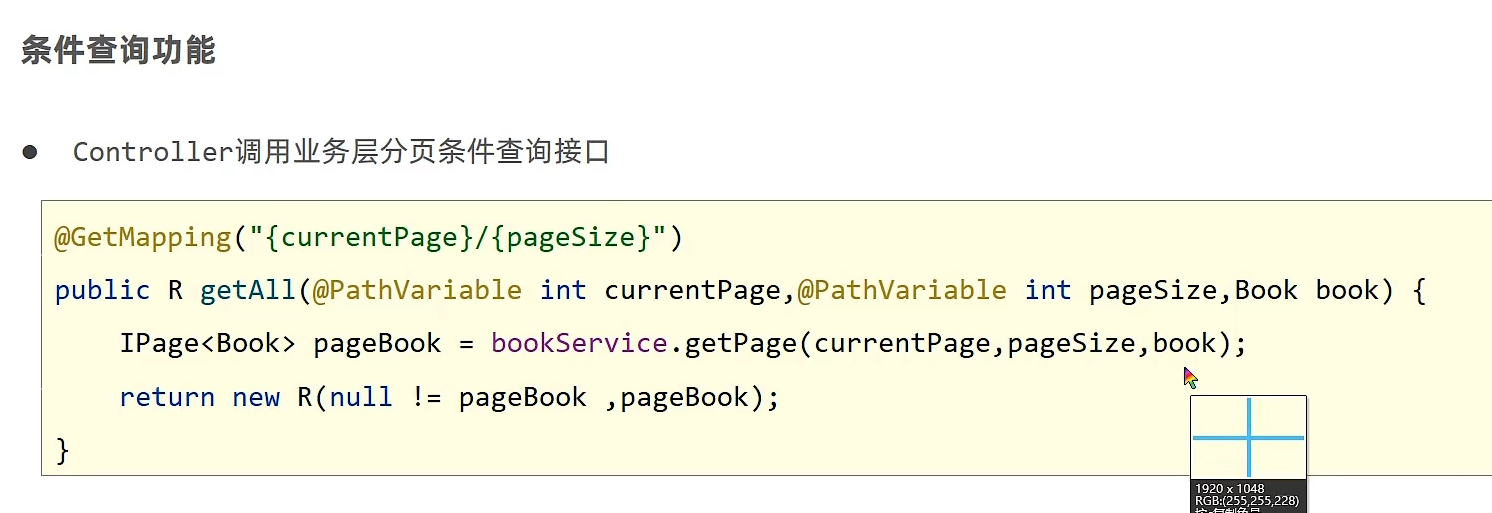 条件查询功能
● Controller调用业务层分页条件查询接口
@GetMapping("{currentPage}/{pageSize}")
public R getAll(@PathVariable int currentPage,@PathVariable int pageSize,Book book) {
IPage<Book> pageBook = bookService.getPage(currentPage,pageSize,book);
return new R(null != pageBook ,pageBook);
}
1920 x 1048
RGB:(255,255,228)